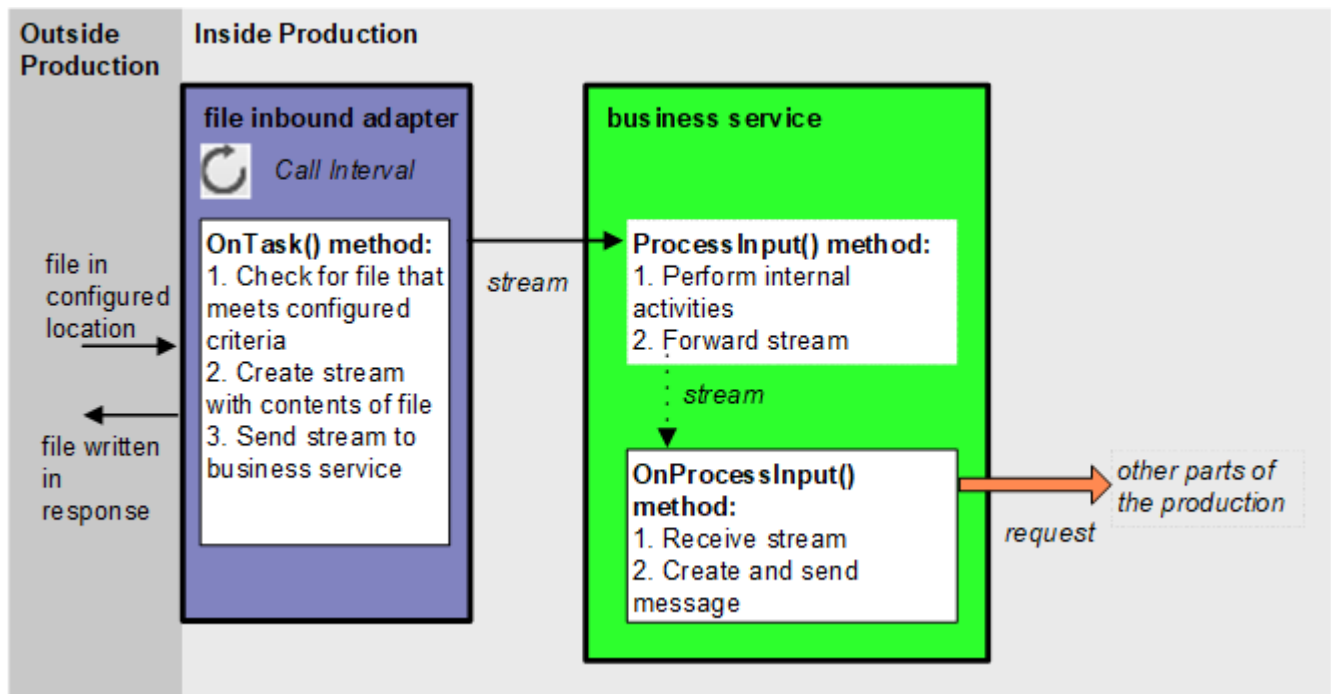 Outside
Production
Inside Production
file inbound adapter
Call Interval
OnTask() method:
1. Check for file that
meets configured
criteria
2. Create stream
with contents of file
3. Send stream to
business service
file in
configured
location
file written
in
response
stream
business service
ProcessInput() method:
1. Perform internal
activities
2. Forward stream
stream
OnProcessInput()
method:
1. Receive stream
2. Create and send
message
request
other parts of
the production